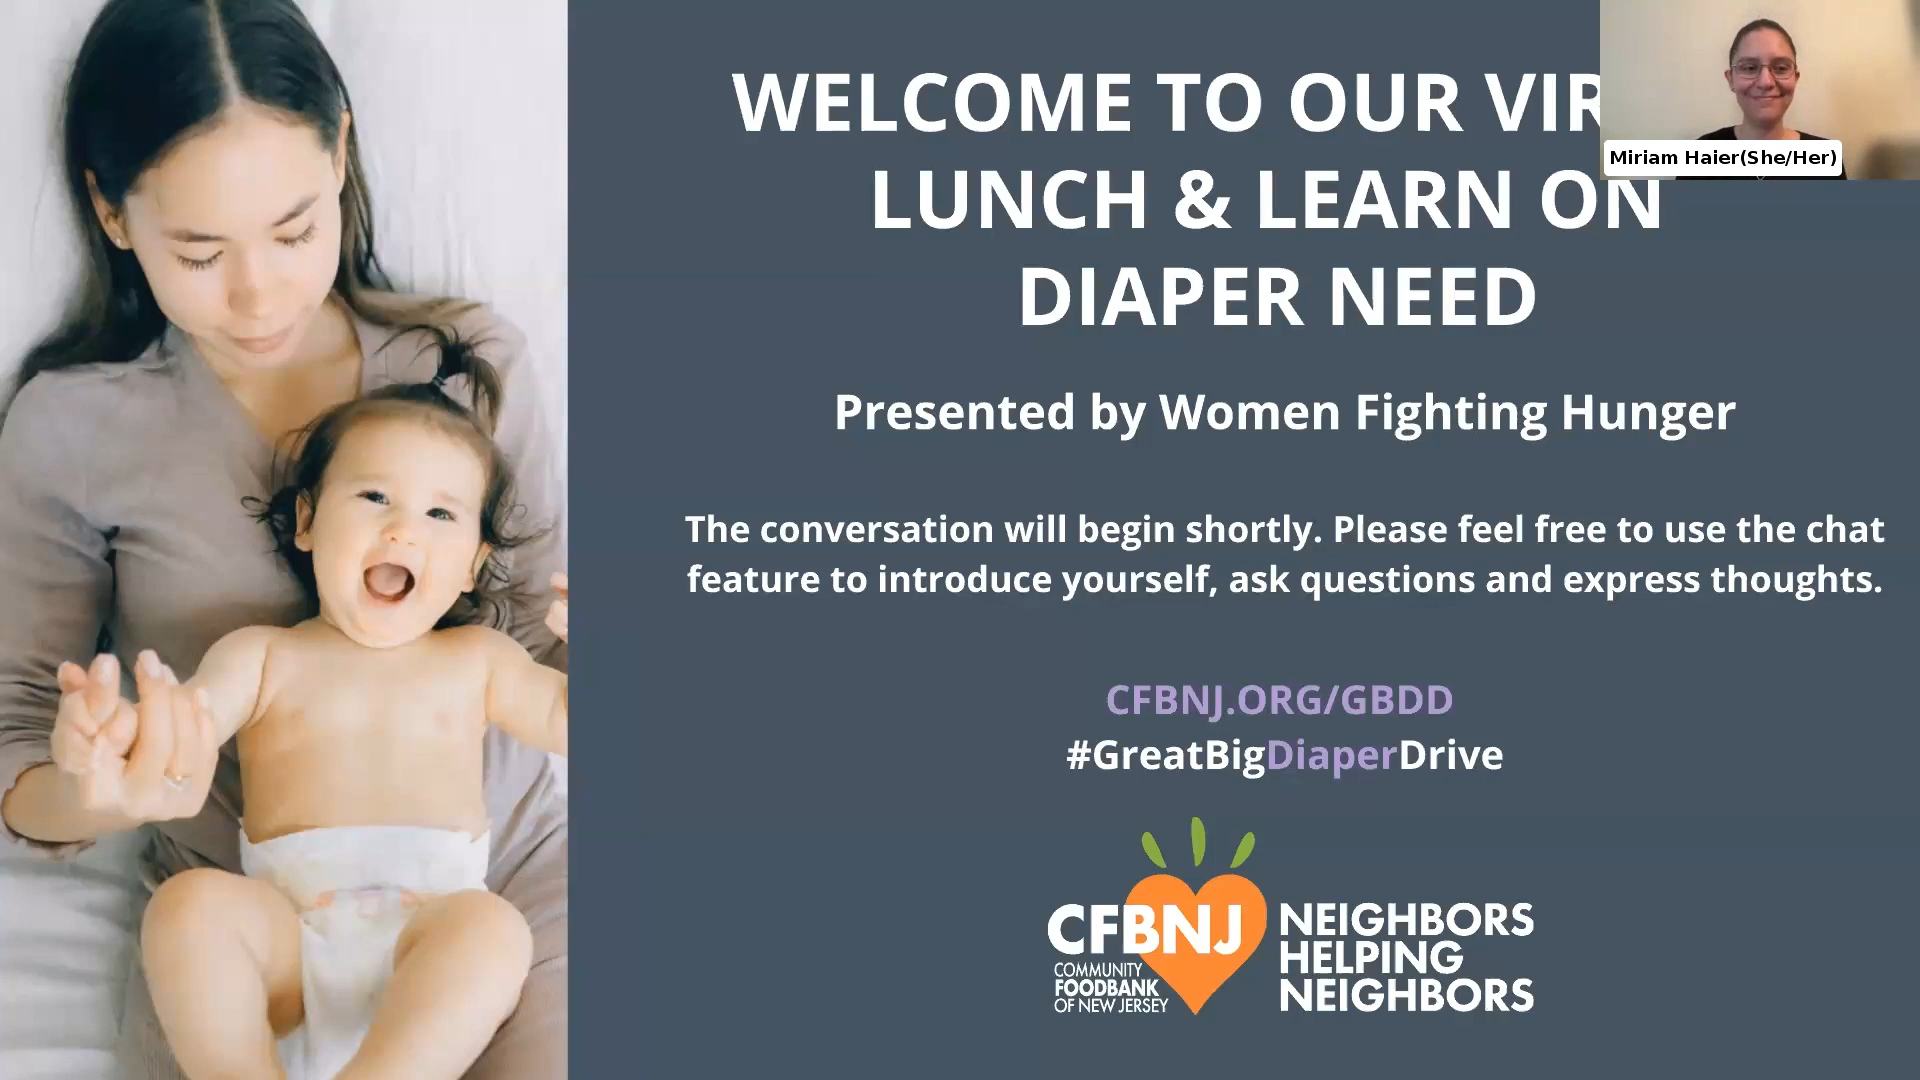 WELCOME TO OUR VIR
LUNCH & LEARN ON
DIAPER NEED
Miriam Haier(She/Her)
Presented by Women Fighting Hunger
The conversation will begin shortly. Please feel free to use the chat
feature to introduce yourself, ask questions and express thoughts.
CFBNJ.ORG/GBDD
#GreatBigDiaperDrive
CFBNJ
COMMUNITY
FOODBANK
OF NEW JERSEY
NEIGHBORS
HELPING
NEIGHBORS